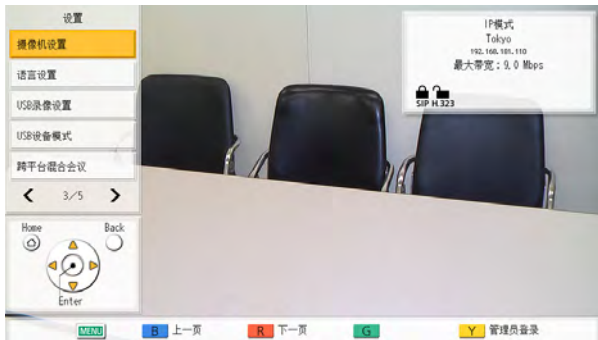 设置
摄像机设置
语言设置
USB录像设置
USB设备模式
跨平台混合会议
3/5
Home
Back
Enter
IP模式
Tokyo
192.168.101.110
最大带宽:9.0 Mbps
SIP H.323
MENU
B 上一页
R 下一页
G
Y 管理员登录